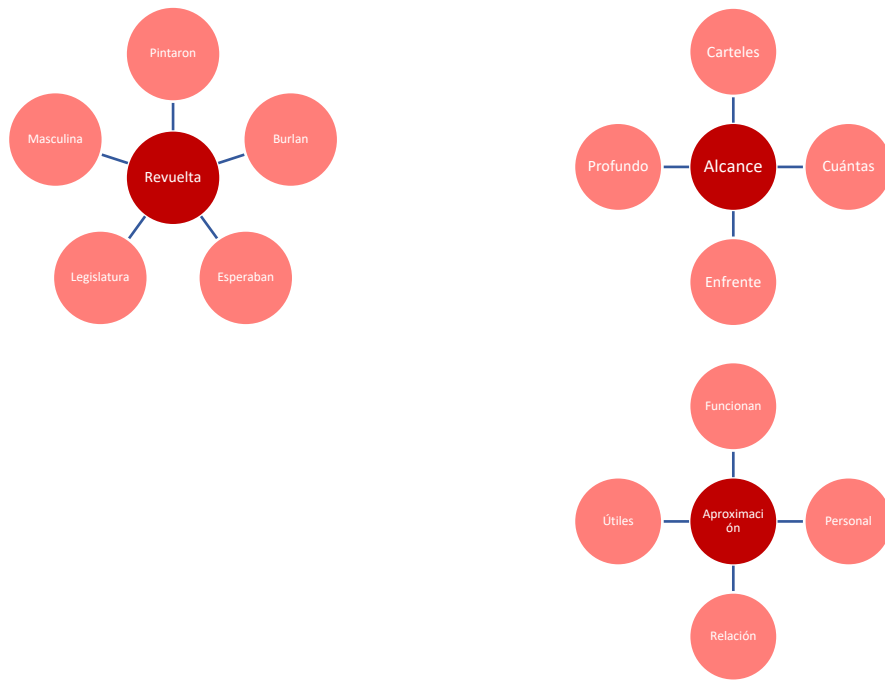 Pintaron
Masculina
Burlan
Revuelta
Legislatura
Esperaban
Carteles
Profundo
Alcance
Cuántas
Enfrente
Funcionan
Útiles
Aproximaci
ón
Personal
Relación